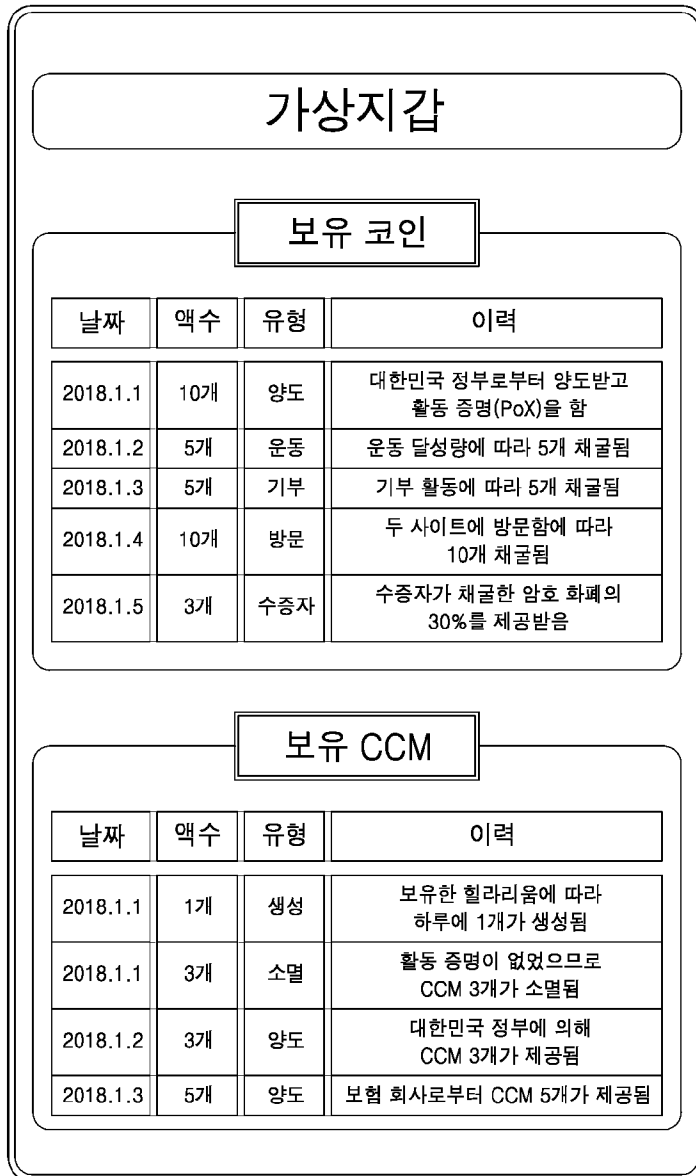 가상지갑
보유 코인
날짜 액수 유형 이력
2018.1.1 10개 양도 대한민국 정부로부터 양도받고
활동 증명(PoX)을 함
2018.1.2 5개 운동 운동 달성량에 따라 5개 채굴됨
2018.1.3 5개 기부 기부 활동에 따라 5개 채굴됨
2018.1.4 10개 방문 두 사이트에 방문함에 따라
10개 채굴됨
2018.1.5 3개 수증자 수증자가 채굴한 암호 화폐의
30%를 제공받음
보유 CCM
날짜 액수 유형 이력
2018.1.1 1개 생성 보유한 힐라리움에 따라
하루에 1개가 생성됨
2018.1.1 3개 소멸 활동 증명이 없었으므로
CCM 3개가 소멸됨
2018.1.2 3개 양도 대한민국 정부에 의해
CCM 3개가 제공됨
2018.1.3 5개 양도 보험 회사로부터 CCM 5개가 제공됨